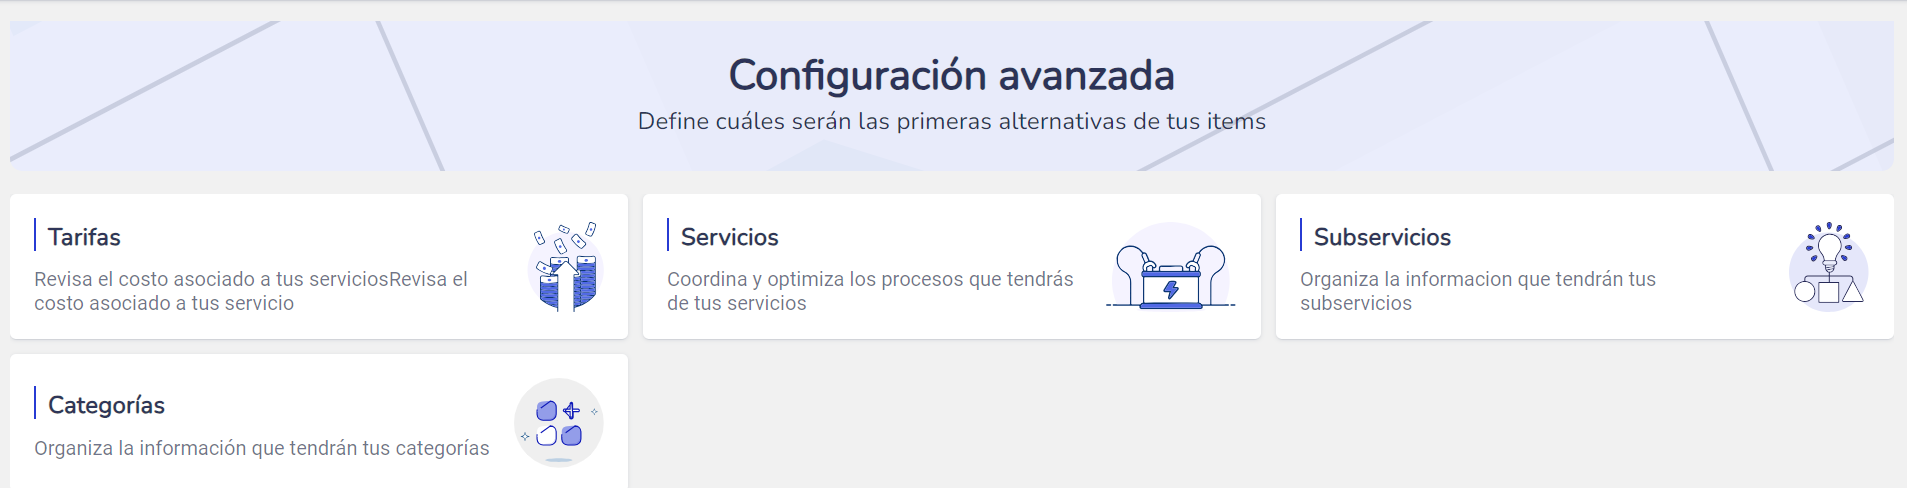 Configuración avanzada
Define cuáles serán las primeras alternativas de tus items
Tarifas
Revisa el costo asociado a tus serviciosRevisa el
costo asociado a tus servicio
Servicios
Coordina y optimiza los procesos que tendrás
de tus servicios
Subservicios
Organiza la informacion que tendrán tus
subservicios
Categorías
Organiza la información que tendrán tus categorías